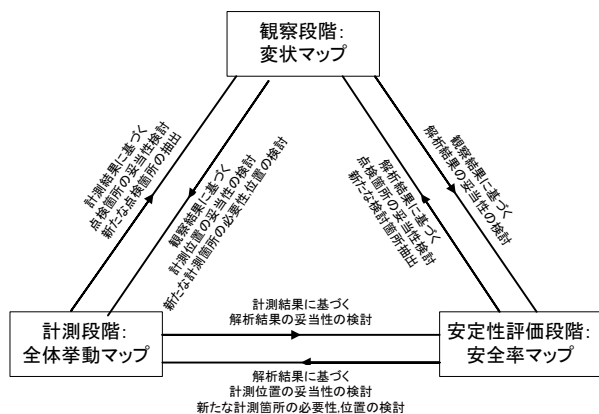 観察段階:
変状マップ
計測結果に基づく
点検箇所の妥当性検討
新たな点検箇所の抽出
観察結果に基づく
計測位置の妥当性の検討
新たな計測箇所の必要性,位置の検討
解析結果に基づく
点検箇所の妥当性検討
新たな検討箇所抽出
観察結果に基づく
解析結果の妥当性の検討
計測段階:
全体挙動マップ
計測結果に基づく
解析結果の妥当性の検討
安定性評価段階:
安全率マップ
解析結果に基づく
計測位置の妥当性の検討
新たな計測箇所の必要性,位置の検討